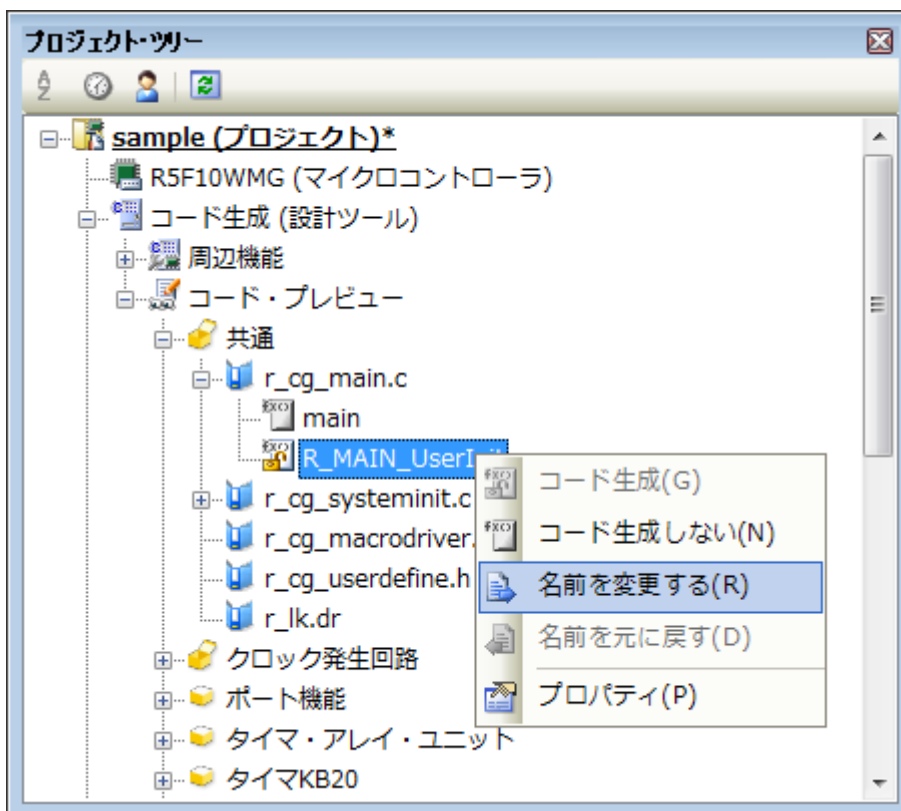 プロジェクト・ツリー
sample (プロジェクト)*
R5F10WMG (マイクロコントローラ)
コード生成 (設計ツール)
周辺機能
コード・プレビュー
共通
r_cg_main.c
main
R_MAIN_UserInit
r_cg_systeminit.c
r_cg_macrodriver.
r_cg_userdefine.h
r_lk.dr
クロック発生回路
ポート機能
タイマ・アレイ・ユニット
タイマKB20
コード生成(G)
コード生成しない(N)
名前を変更する(R)
名前を元に戻す(D)
プロパティ(P)